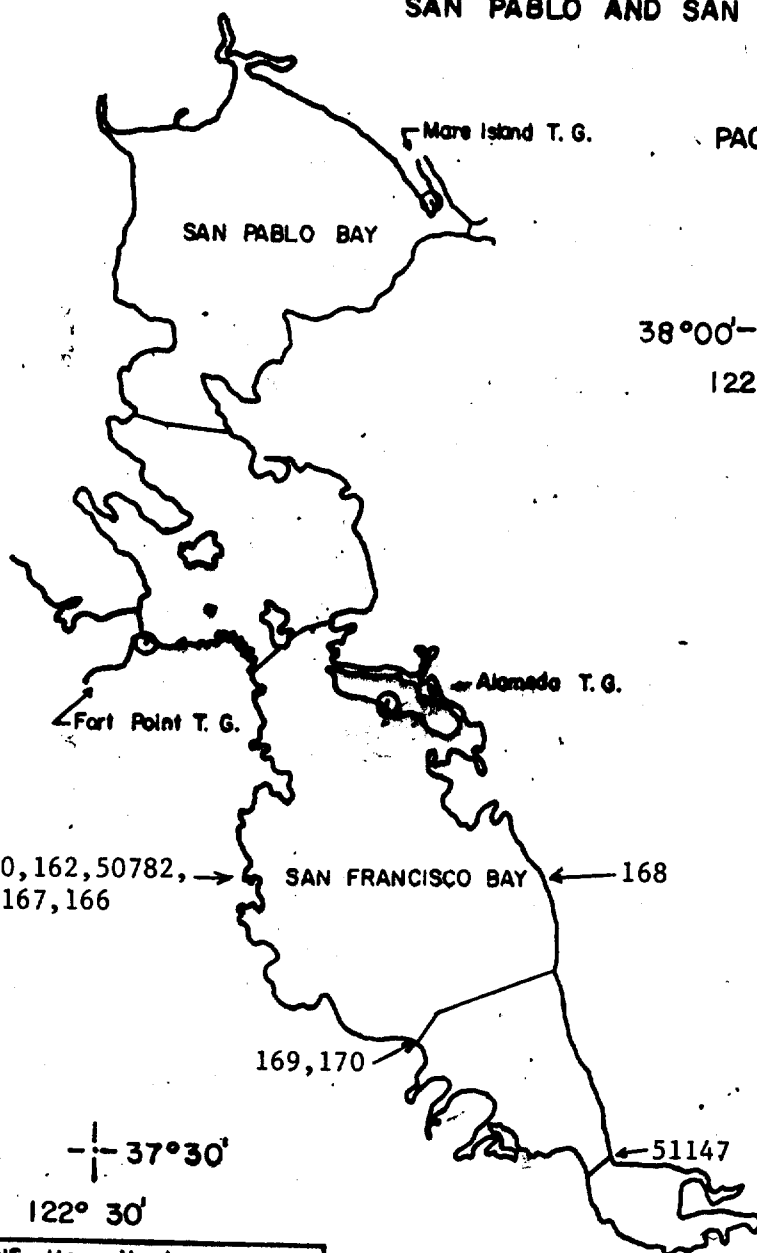 SAN PABLO AND SAN
Mare Island T. G.
PAC
SAN PABLO BAY
38°00'
122
Alameda T. G.
Fort Point T. G.
0,162,50782,
167,166
SAN FRANCISCO BAY
168
169,170
37°30'
51147
122° 30'